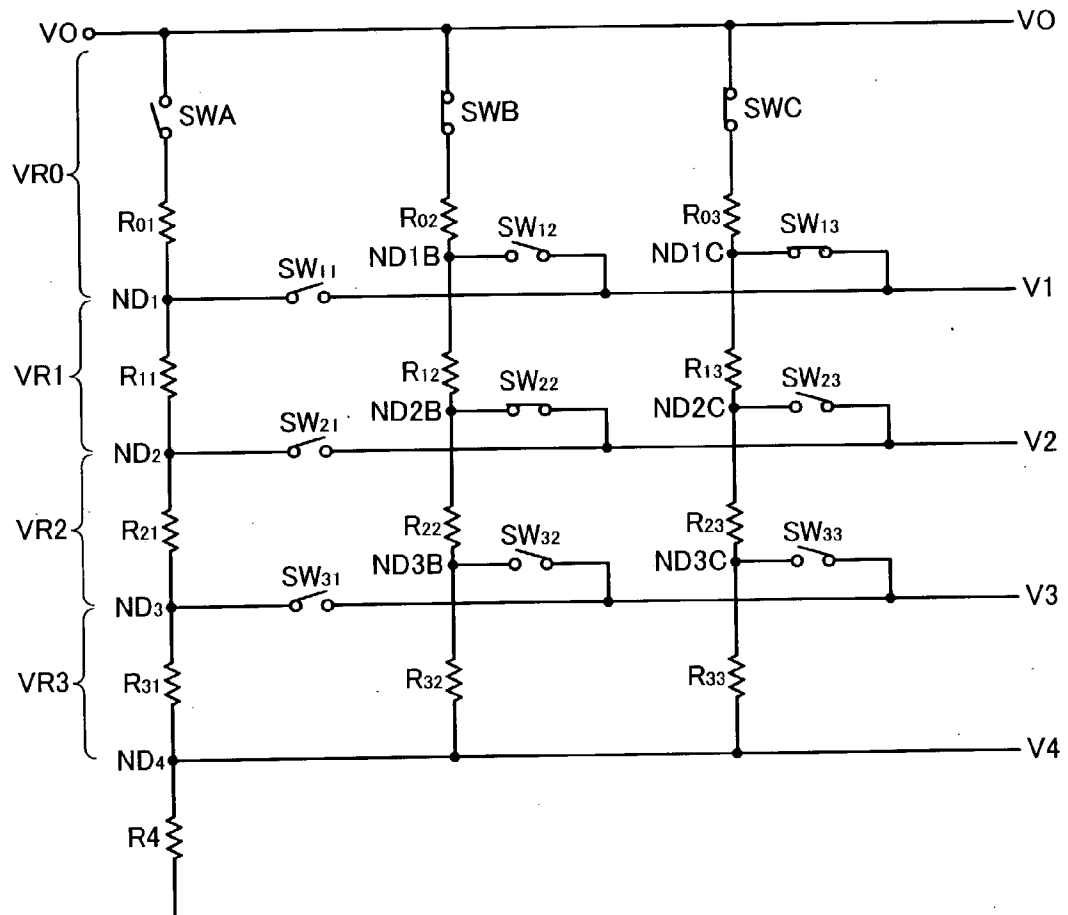 VO VO
SWA SWB SWC
VR0
R01 R02 SW12 R03 SW13
ND1B ND1C
SW11
ND1 V1
VR1 R11 R12 R13
SW22 SW23
ND2B ND2C
SW21
ND2 V2
VR2 R21 R22 R23
SW32 SW33
ND3B ND3C
SW31
ND3 V3
VR3 R31 R32 R33
ND4 V4
R4